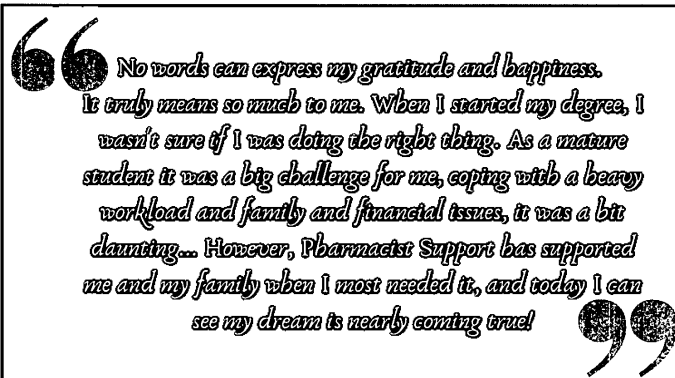 No words can express my gratitude and happiness.
It truly means so much to me. When I started my degree, I
wasn't sure if I was doing the right thing. As a mature
student it was a big challenge for me, coping with a heavy
workload and family and financial issues, it was a bit
daunting... However, Pharmacist Support has supported
me and my family when I most needed it, and today I can
see my dream is nearly coming true!